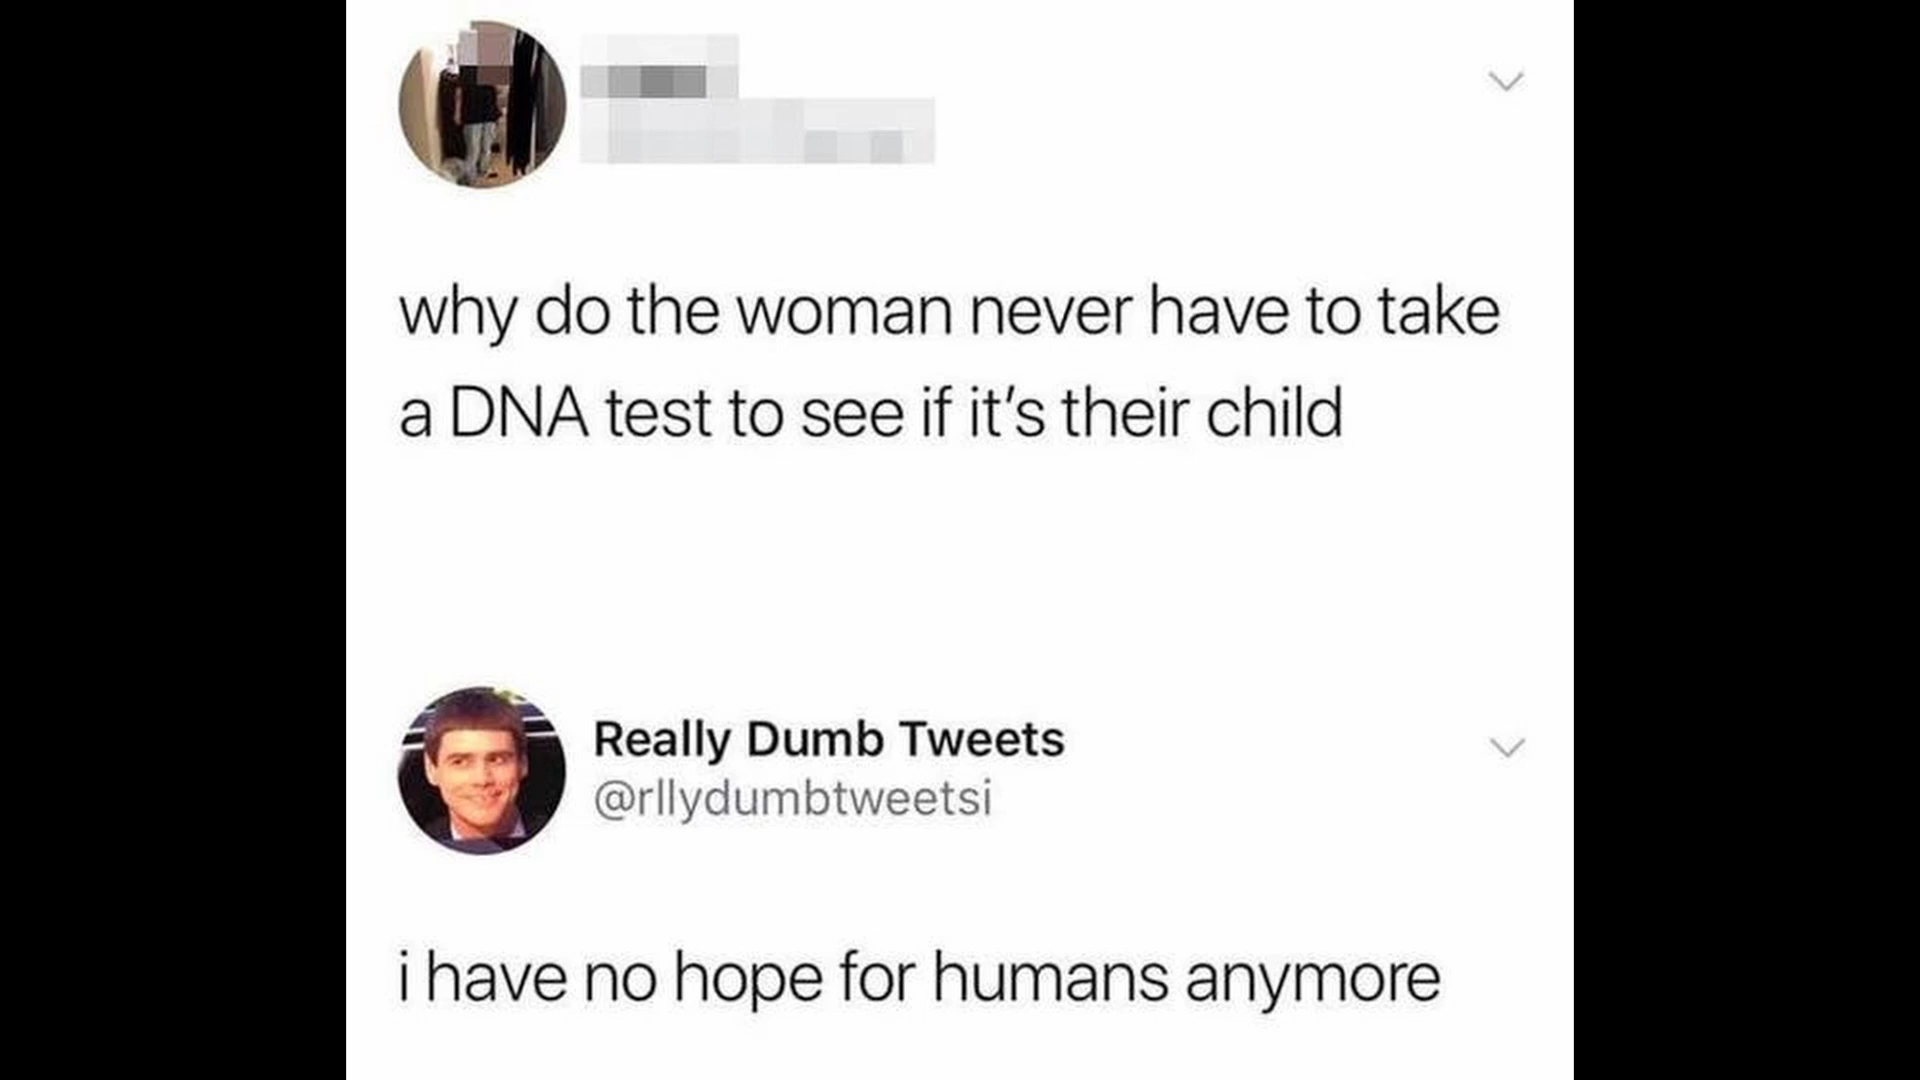 why do the woman never have to take
a DNA test to see if it's their child
Really Dumb Tweets
@rllydumbtweetsi
i have no hope for humans anymore